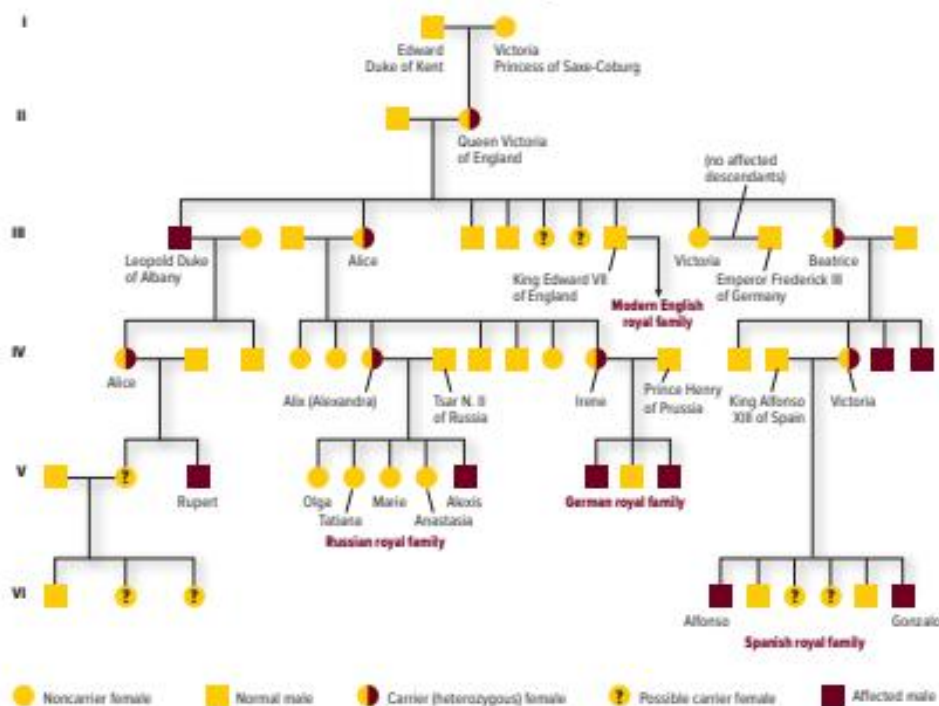 I
Edward
Duke of Kent
Victoria
Princess of Saxe-Coburg
II
Queen Victoria
of England
(no affected
descendants)
III
? ?
Leopold Duke
of Albany
Alice
King Edward VII
of England
Victoria
Emperor Frederick III
of Germany
Beatrice
Modern English
royal family
IV
Alice
Alix (Alexandra)
Tsar N. II
of Russia
Irene
Prince Henry
of Prussia
King Alfonso
XIII of Spain
Victoria
V
?
Rupert
Olga
Tatiana
Marie
Anastasia
Alexis
Russian royal family
German royal family
VI
? ?
? ?
Alfonso
Gonzalo
Spanish royal family
Noncarrier female
Normal male
Carrier (heterozygous) female
? Possible carrier female
Affected male